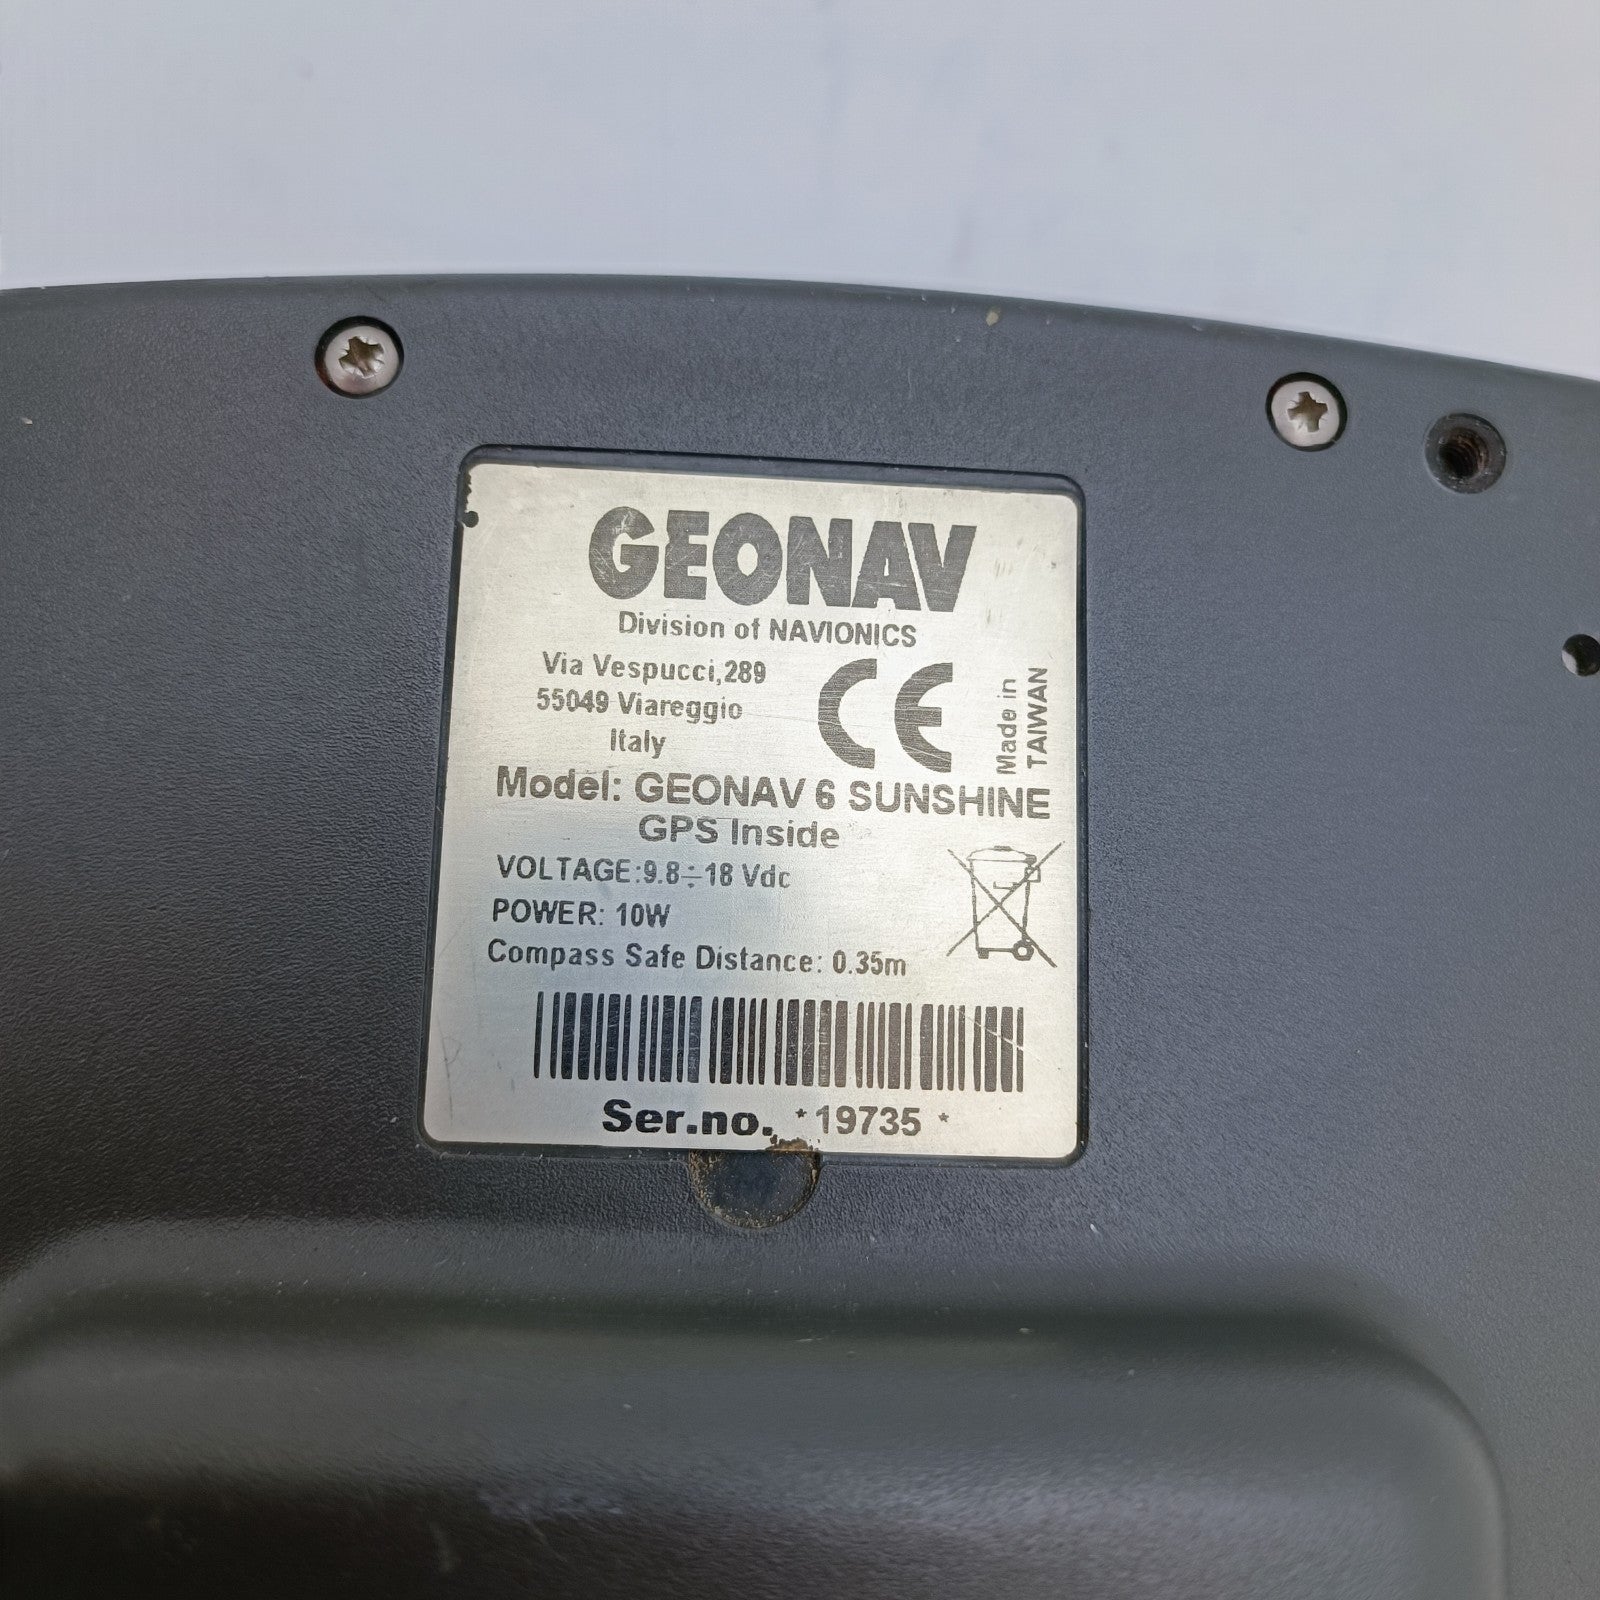 GEONAV
Division of NAVIONICS
Via Vespucci,289
55049 Viareggio
Italy
CE
Made in
TAIWAN
Model: GEONAV 6 SUNSHINE
GPS Inside
VOLTAGE:9.8÷18 Vdc
POWER: 10W
Compass Safe Distance: 0.35m
Ser.no. *19735 *